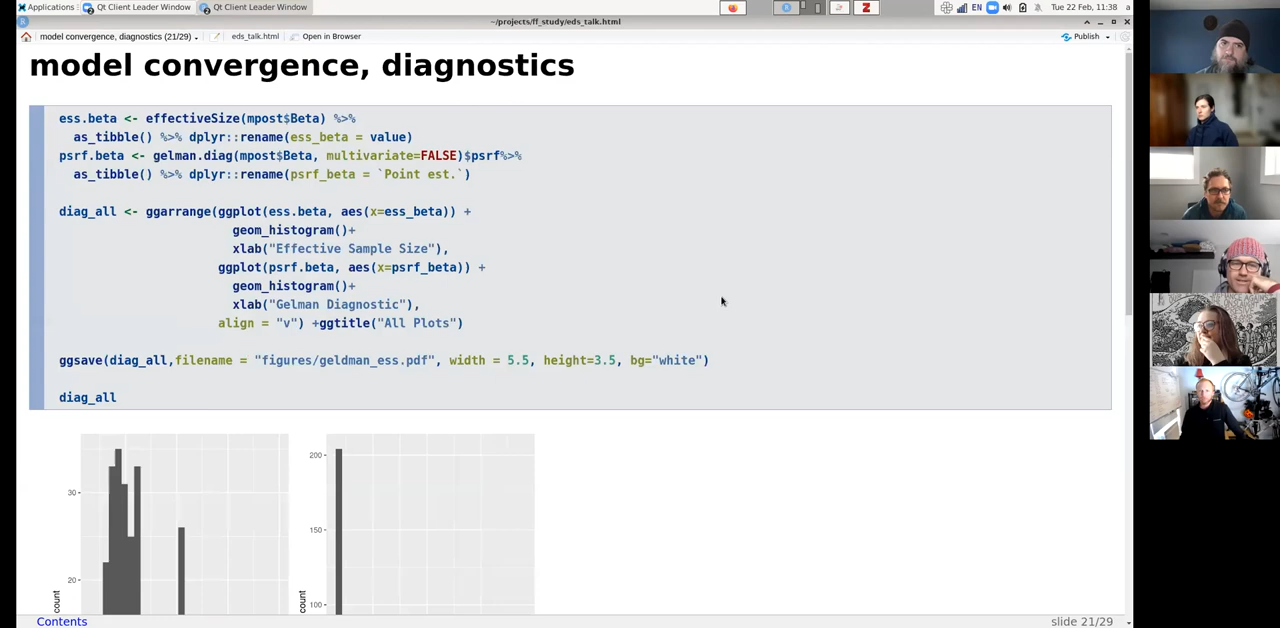 Applications
Qt Client Leader Window
Qt Client Leader Window
EN
Tue 22 Feb, 11:38
a
~/projects/ff_study/eds_talk.html
model convergence, diagnostics (21/29)
eds_talk.html
Open in Browser
Publish
model convergence, diagnostics
ess.beta <- effectiveSize(mpost$Beta) %>%
as_tibble() %>% dplyr::rename(ess_beta = value)
psrf.beta <- gelman.diag(mpost$Beta, multivariate=FALSE)$psrf%>%
as_tibble() %>% dplyr::rename(psrf_beta = `Point est.`)
diag_all <- ggarrange(ggplot(ess.beta, aes(x=ess_beta)) +
geom_histogram()+
xlab("Effective Sample Size"),
ggplot(psrf.beta, aes(x=psrf_beta)) +
geom_histogram()+
xlab("Gelman Diagnostic"),
align = "v") +ggtitle("All Plots")
ggsave(diag_all,filename = "figures/geldman_ess.pdf", width = 5.5, height=3.5, bg="white")
diag_all
30
20
count
200
150
100
count
Contents
slide 21/29